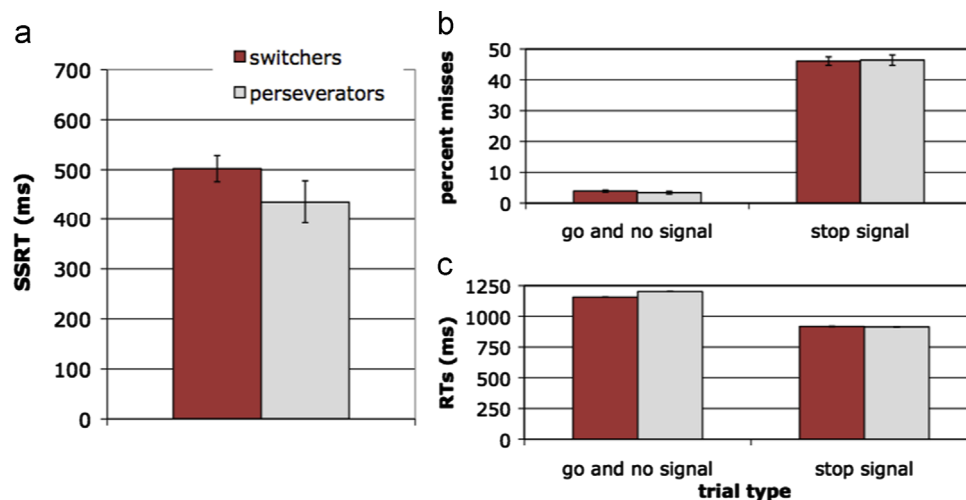 a
SSRT (ms)
700
600
500
400
300
200
100
0
switchers
perseverators
b
percent misses
50
40
30
20
10
0
go and no signal stop signal
c
RTs (ms)
1250
1000
750
500
250
0
go and no signal stop signal
trial type